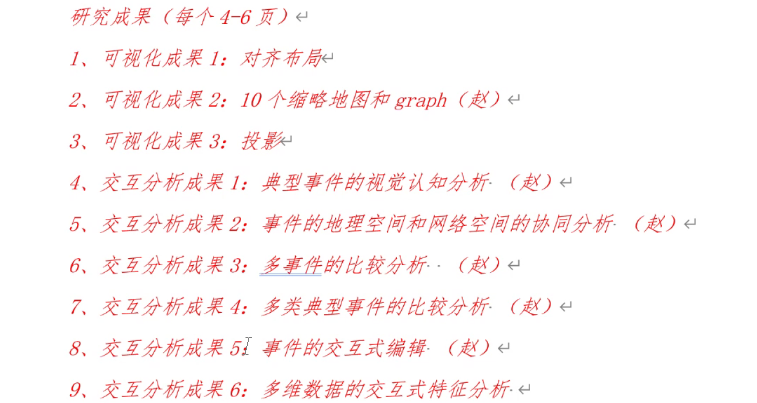 研究成果（每个 4-6 页）
1、可视化成果 1：对齐布局
2、可视化成果 2：10 个缩略地图和 graph（赵）
3、可视化成果 3：投影
4、交互分析成果 1：典型事件的视觉认知分析 （赵）
5、交互分析成果 2：事件的地理空间和网络空间的协同分析 （赵）
6、交互分析成果 3：多事件的比较分析 （赵）
7、交互分析成果 4：多类典型事件的比较分析 （赵）
8、交互分析成果 5：事件的交互式编辑 （赵）
9、交互分析成果 6：多维数据的交互式特征分析